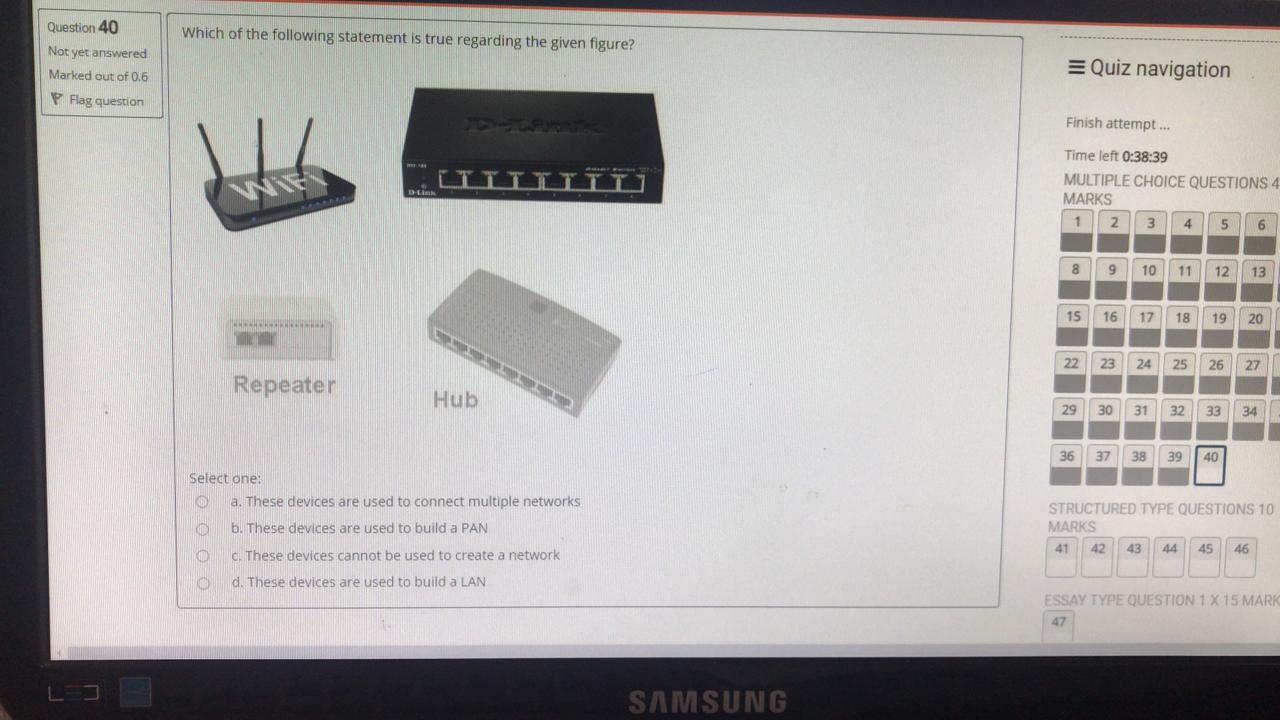 Question 40
Not yet answered
Marked out of 0.6
Flag question
Which of the following statement is true regarding the given figure?
WiFi
D-Link
D-Link
Repeater
Hub
Select one:
a. These devices are used to connect multiple networks
b. These devices are used to build a PAN
c. These devices cannot be used to create a network
d. These devices are used to build a LAN
Quiz navigation
Finish attempt ...
Time left 0:38:39
MULTIPLE CHOICE QUESTIONS 4
MARKS
1 2 3 4 5 6
8 9 10 11 12 13
15 16 17 18 19 20
22 23 24 25 26 27
29 30 31 32 33 34
36 37 38 39 40
STRUCTURED TYPE QUESTIONS 10
MARKS
41 42 43 44 45 46
ESSAY TYPE QUESTION 1 X 15 MARK
47
LED
SAMSUNG